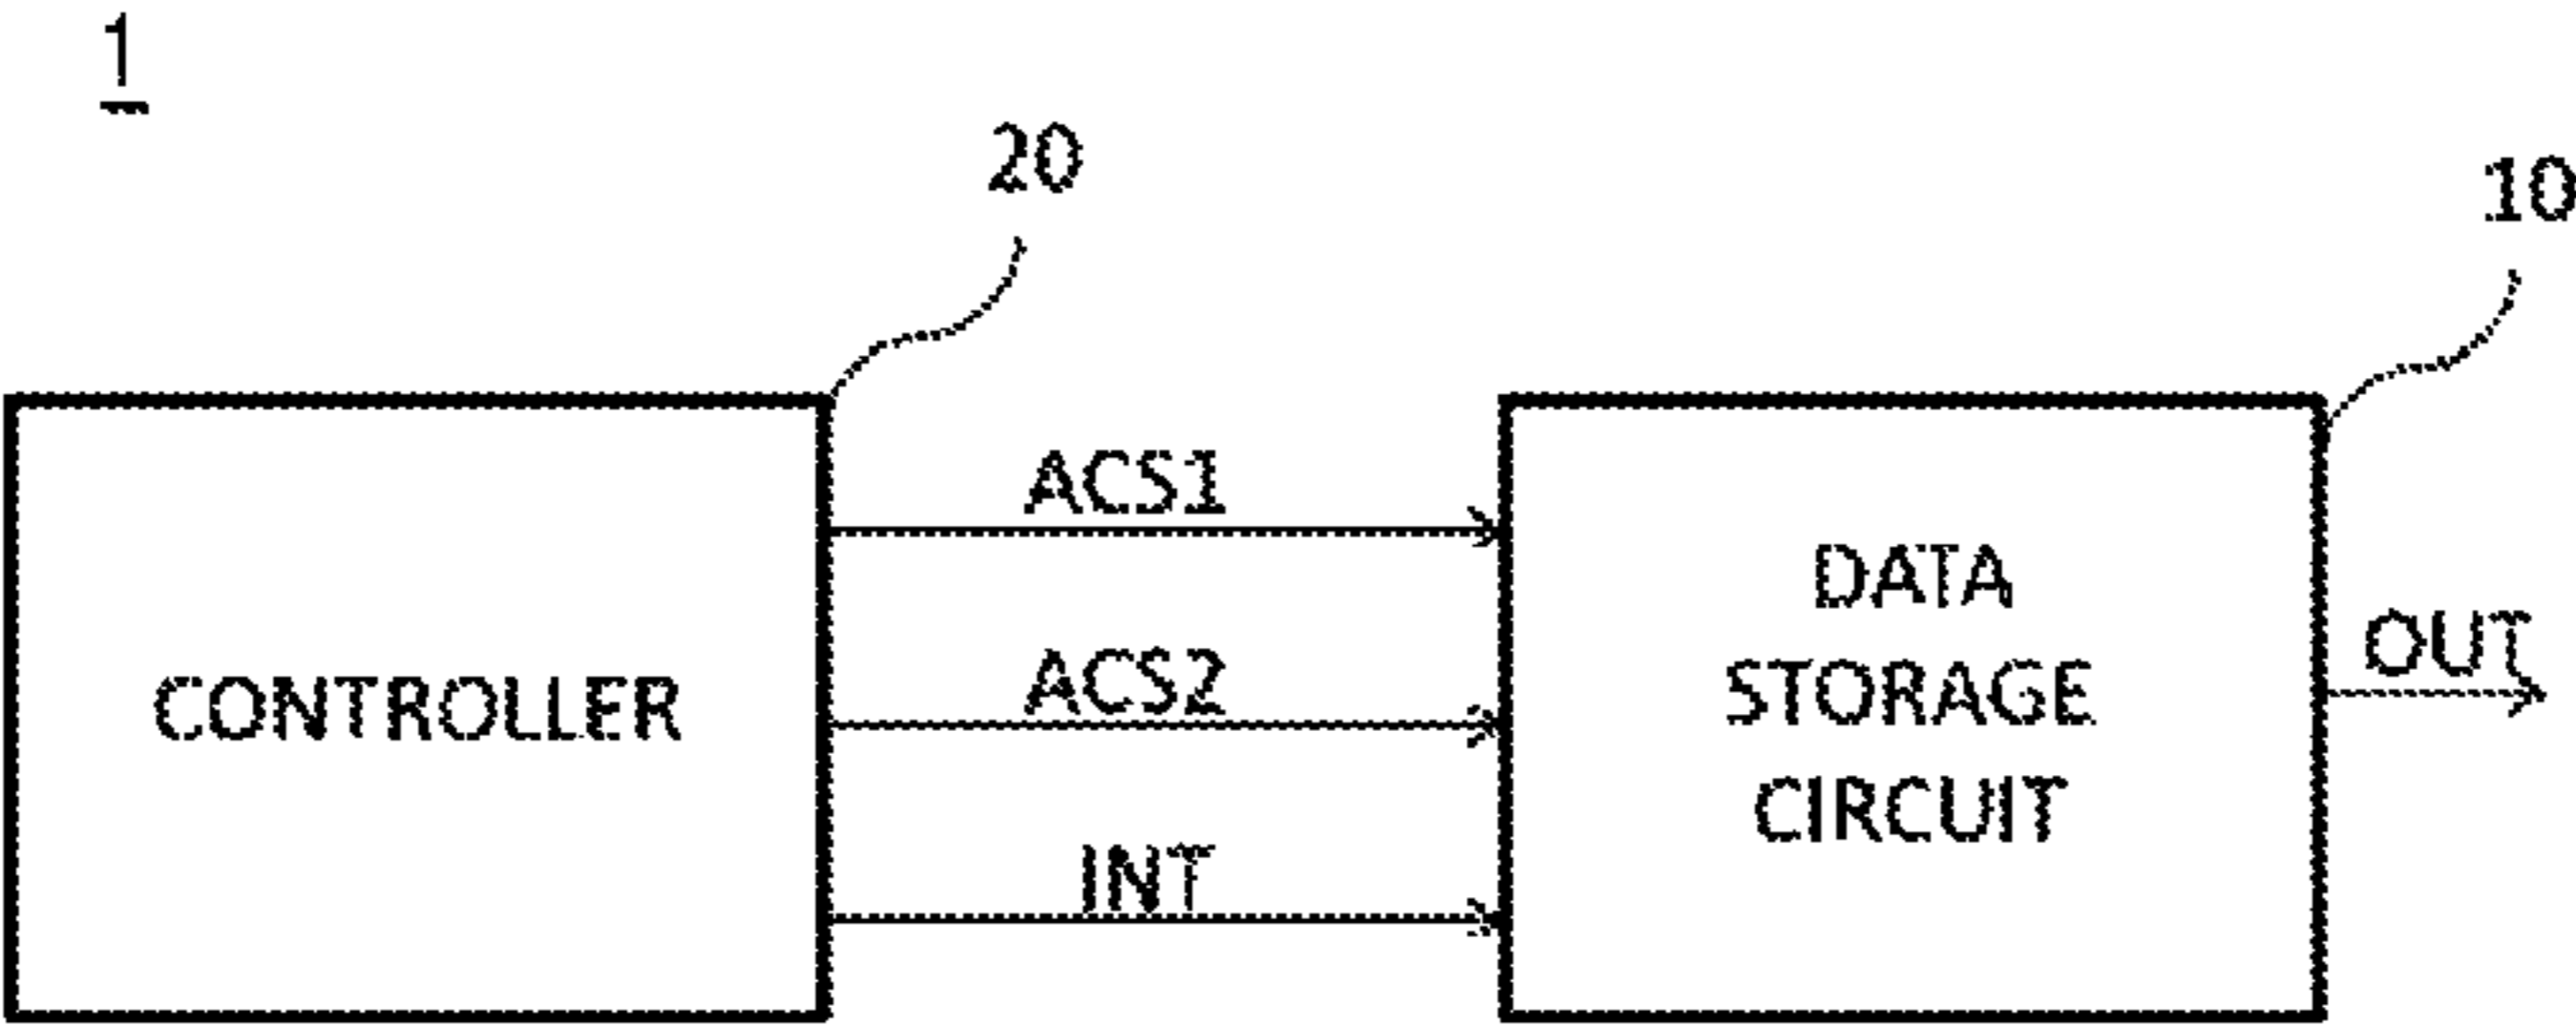 1
20
10
ACS1
DATA
OUT
ACS2
STORAGE
CONTROLLER
CIRCUIT
INT